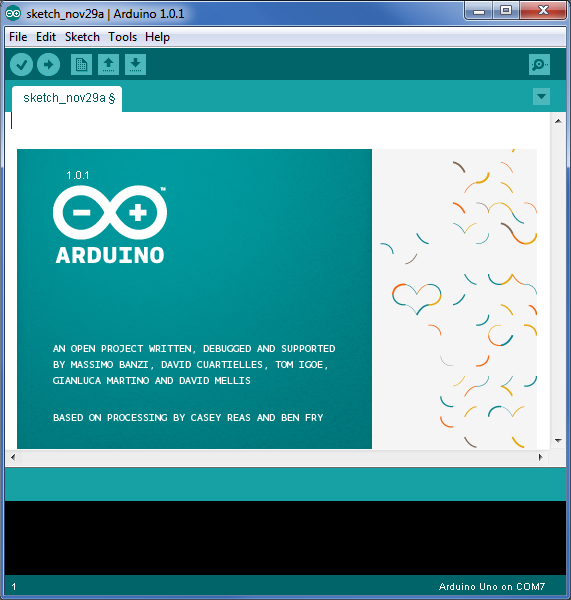 sketch_nov29a | Arduino 1.0.1
File Edit Sketch Tools Help
sketch_nov29a §
1.0.1
™
ARDUINO
AN OPEN PROJECT WRITTEN, DEBUGGED AND SUPPORTED
BY MASSIMO BANZI, DAVID CUARTIELLES, TOM IGOE,
GIANLUCA MARTINO AND DAVID MELLIS
BASED ON PROCESSING BY CASEY REAS AND BEN FRY
1 Arduino Uno on COM7